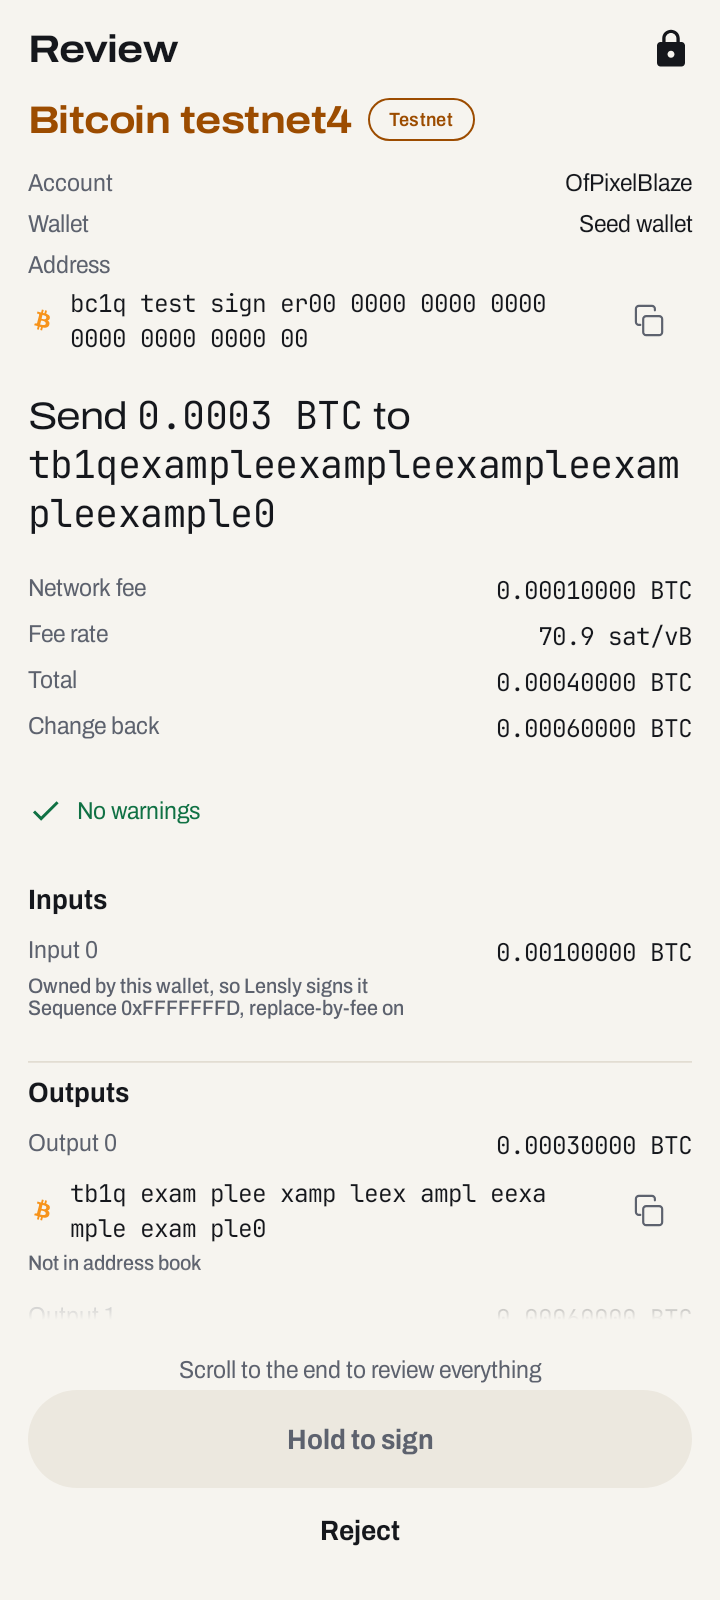 Review
Bitcoin testnet4
Testnet
Account
OfPixelBlaze
Wallet
Seed wallet
Address
bc1q test sign er00 0000 0000 0000
0000 0000 0000 00
Send 0.0003 BTC to
tb1qexampleexampleexampleexam
pleexample0
Network fee
0.00010000 BTC
Fee rate
70.9 sat/vB
Total
0.00040000 BTC
Change back
0.00060000 BTC
No warnings
Inputs
Input 0
0.00100000 BTC
Owned by this wallet, so Lensly signs it
Sequence 0xFFFFFFFD, replace-by-fee on
Outputs
Output 0
0.00030000 BTC
tb1q exam plee xamp leex ampl eexa
mple exam ple0
Not in address book
Output 1
0.00060000 BTC
Scroll to the end to review everything
Hold to sign
Reject